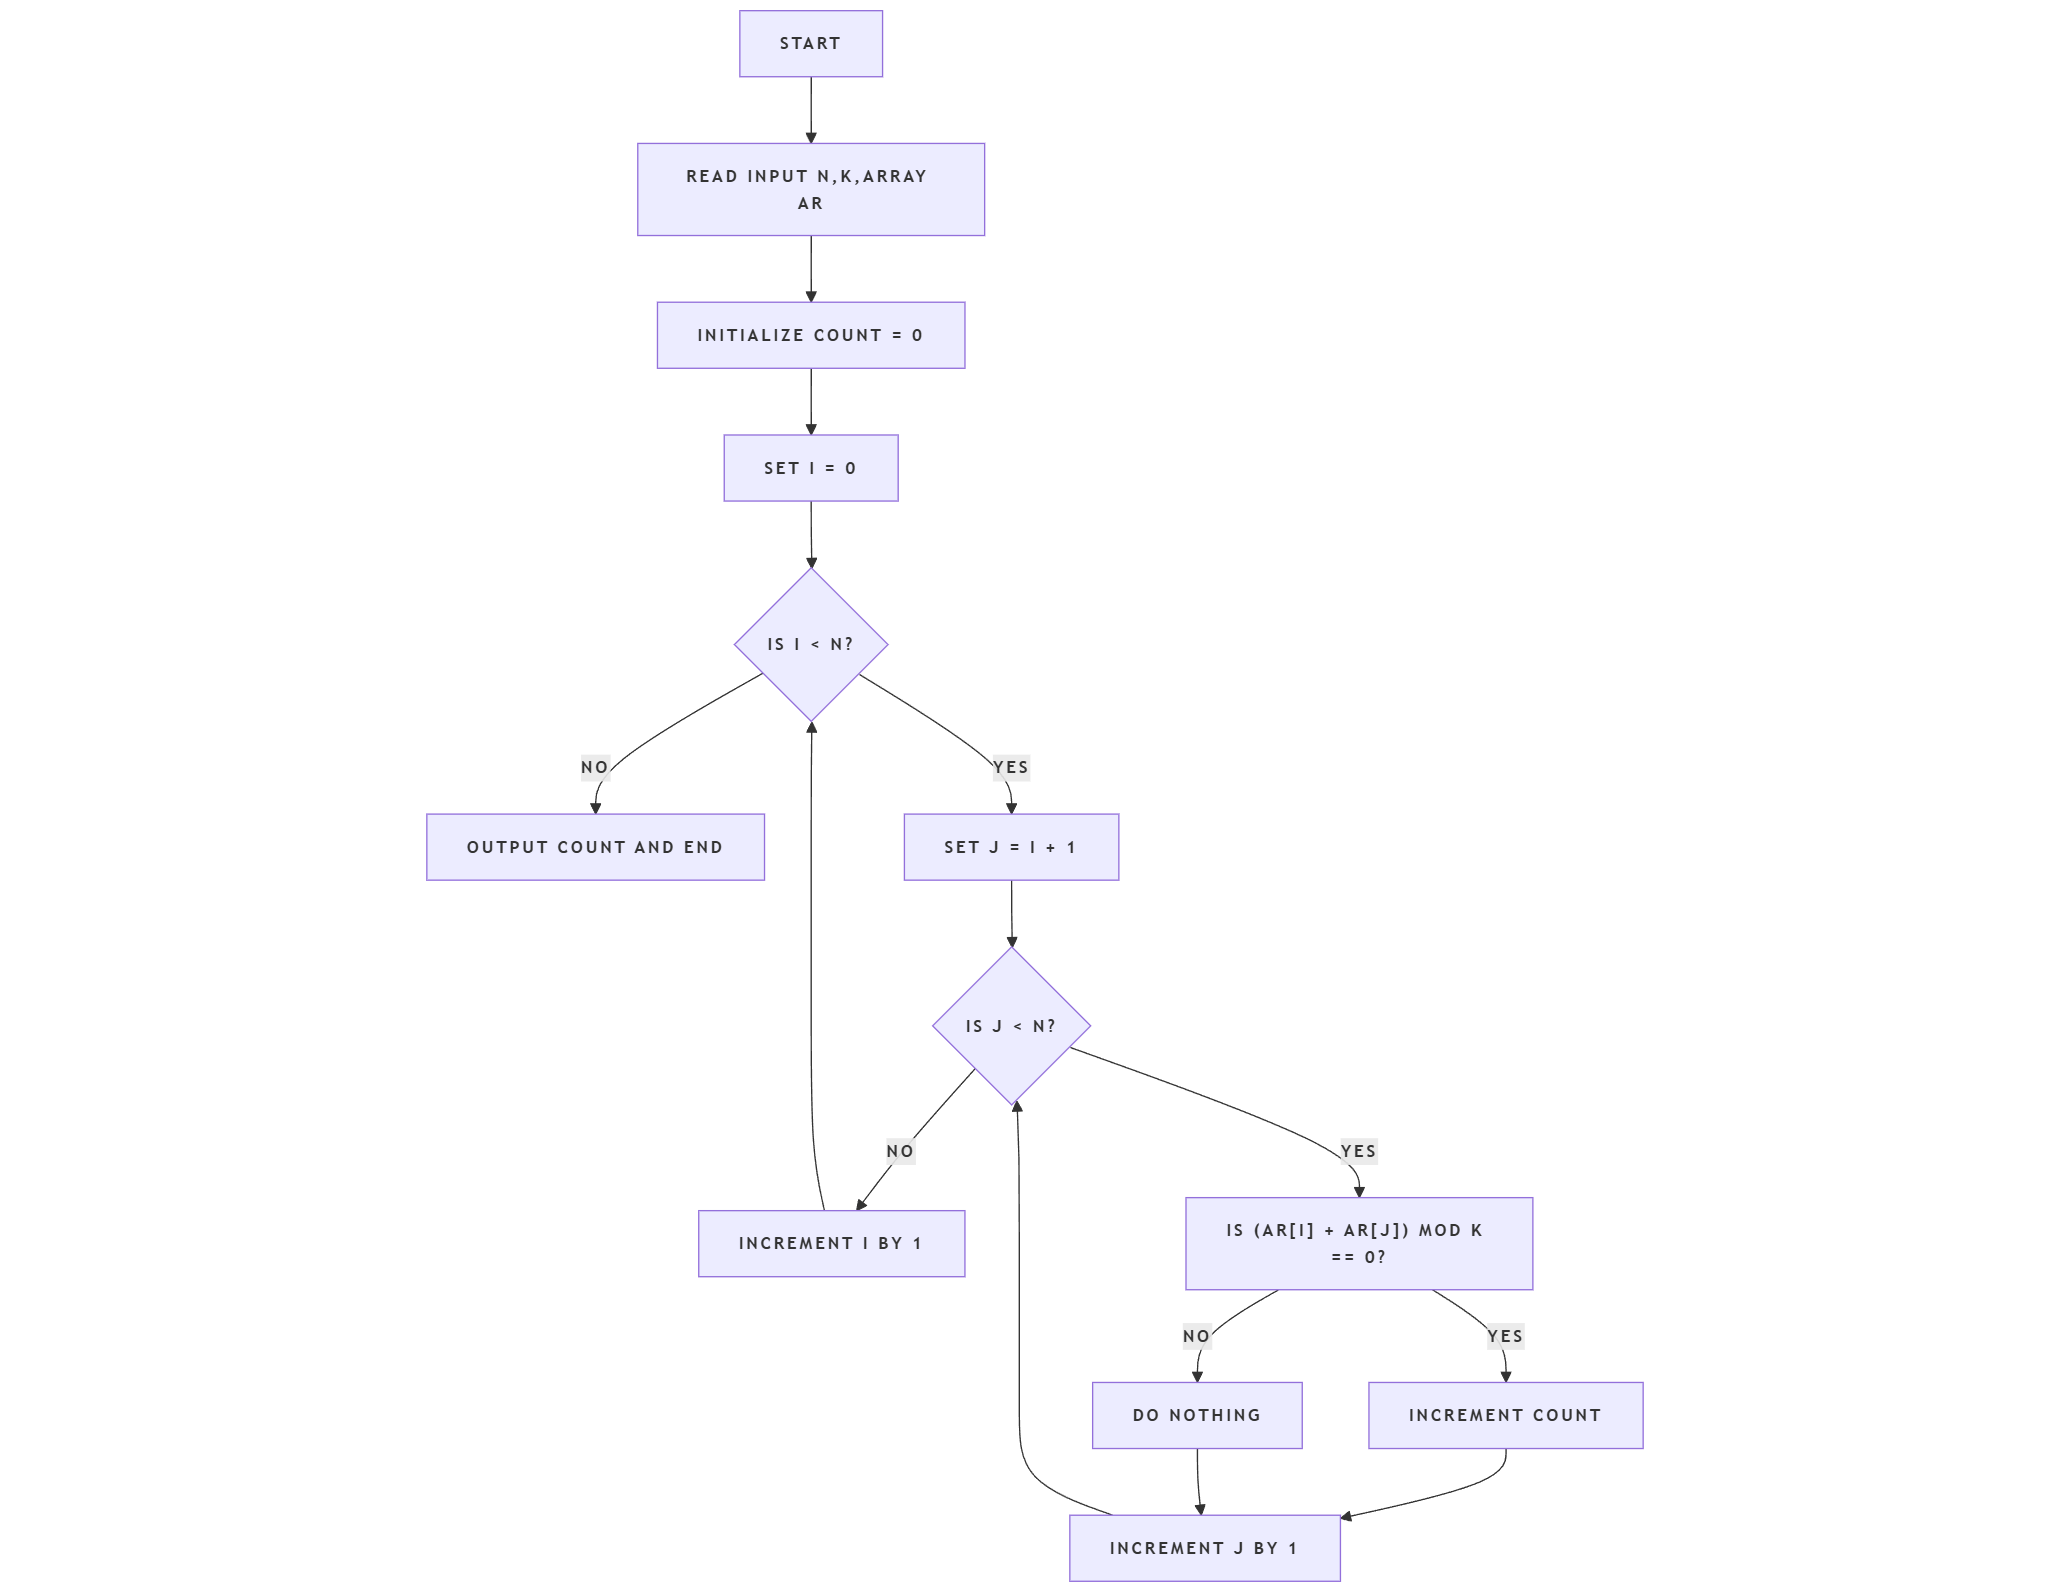 START
READ INPUT N,K,ARRAY
AR
INITIALIZE COUNT = 0
SET I = 0
IS I < N?
NO
YES
OUTPUT COUNT AND END
SET J = I + 1
IS J < N?
NO
YES
INCREMENT I BY 1
IS (AR[I] + AR[J]) MOD K
== 0?
NO
YES
DO NOTHING
INCREMENT COUNT
INCREMENT J BY 1